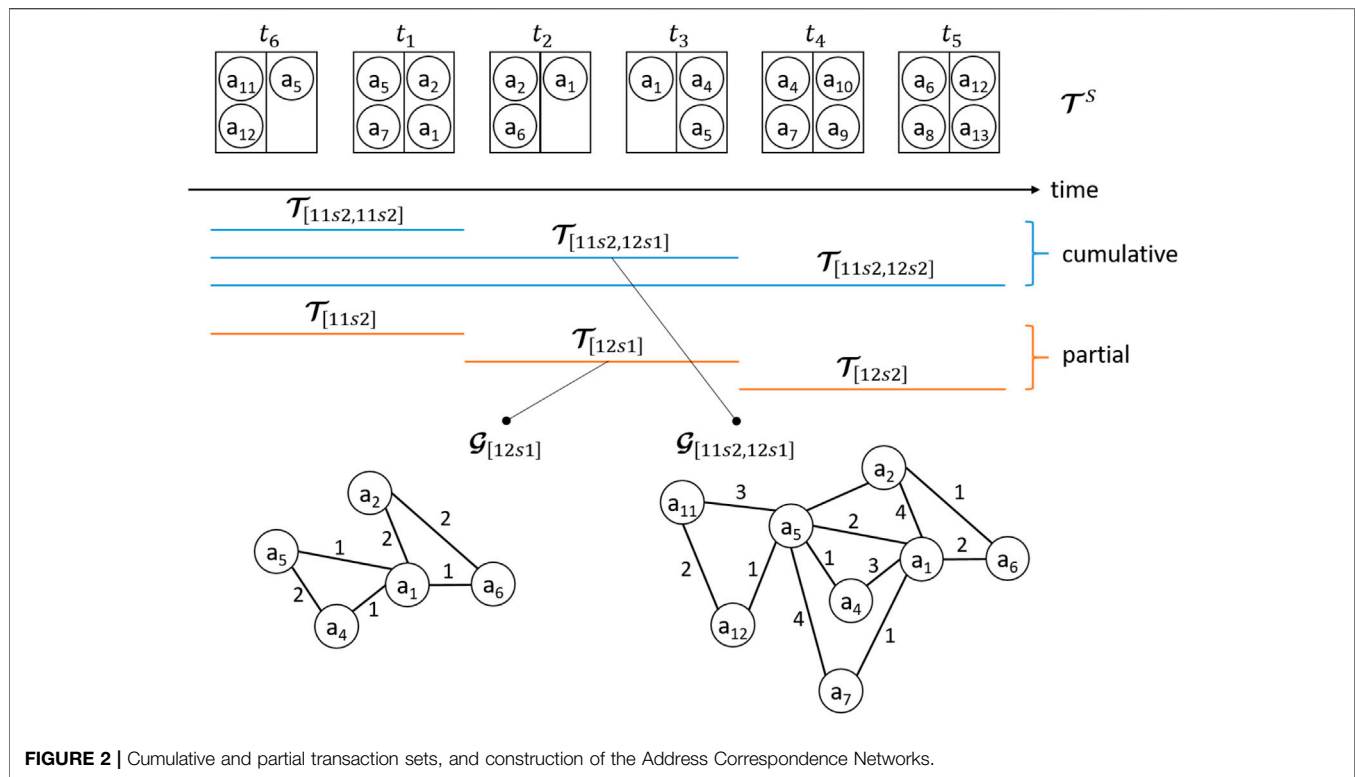 t₆ t₁ t₂ t₃ t₄ t₅
a₁₁ a₅ a₅ a₂ a₂ a₁ a₁ a₄ a₄ a₁₀ a₆ a₁₂
𝒯ˢ
a₁₂ a₇ a₁ a₆ a₅ a₇ a₉ a₈ a₁₃
time
𝒯[11s2,11s2]
𝒯[11s2,12s1]
𝒯[11s2,12s2]
cumulative
𝒯[11s2]
𝒯[12s1]
𝒯[12s2]
partial
𝒢[12s1]
𝒢[11s2,12s1]
a₂
2
2
a₅
1
a₁
1
a₆
2
1
a₄
a₂
1
a₁₁
3
4
a₅
2
a₁
2
a₆
2
1
1
3
a₄
a₁₂
4
1
a₇
FIGURE 2 | Cumulative and partial transaction sets, and construction of the Address Correspondence Networks.